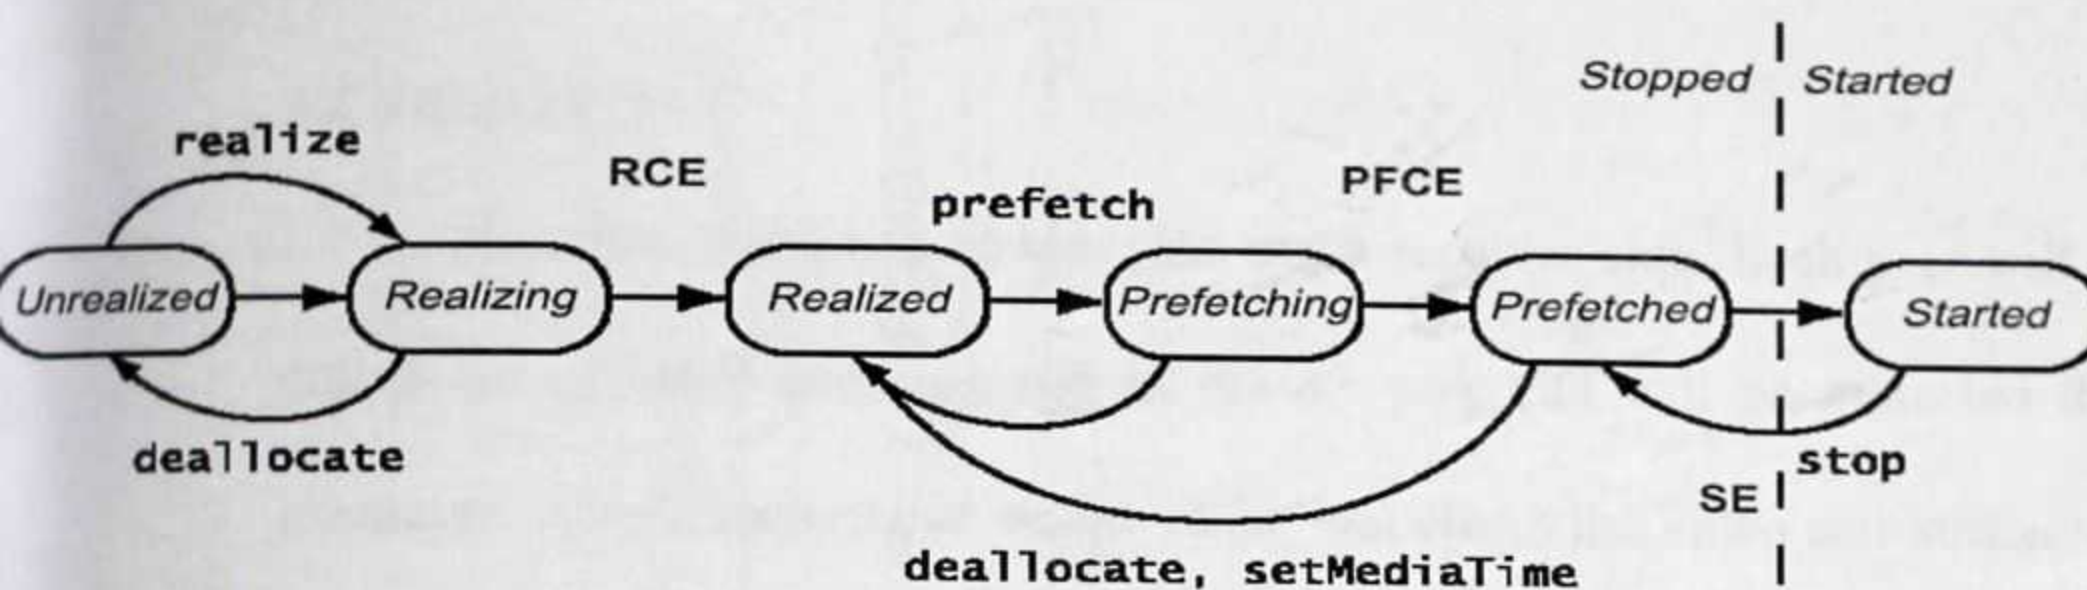 Stopped Started
realize
RCE
PFCE
prefetch
Unrealized Realizing Realized Prefetching Prefetched Started
deallocate
stop
SE
deallocate, setMediaTime